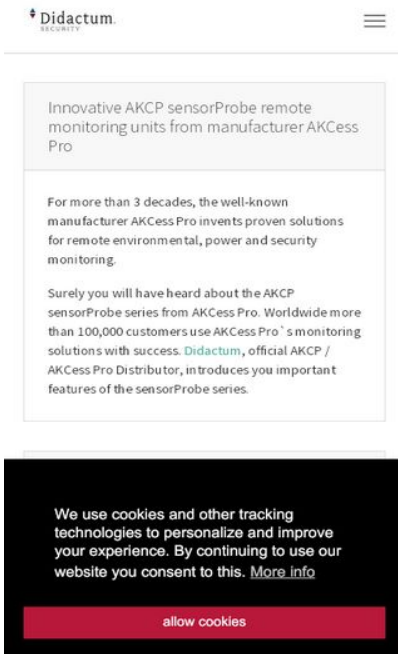 Didactum
SECURITY
Innovative AKCP sensorProbe remote
monitoring units from manufacturer AKCess
Pro
For more than 3 decades, the well-known
manufacturer AKCess Pro invents proven solutions
for remote environmental, power and security
monitoring.
Surely you will have heard about the AKCP
sensorProbe series from AKCess Pro. Worldwide more
than 100,000 customers use AKCess Pro`s monitoring
solutions with success. Didactum, official AKCP /
AKCess Pro Distributor, introduces you important
features of the sensorProbe series.
We use cookies and other tracking
technologies to personalize and improve
your experience. By continuing to use our
website you consent to this. More info
allow cookies